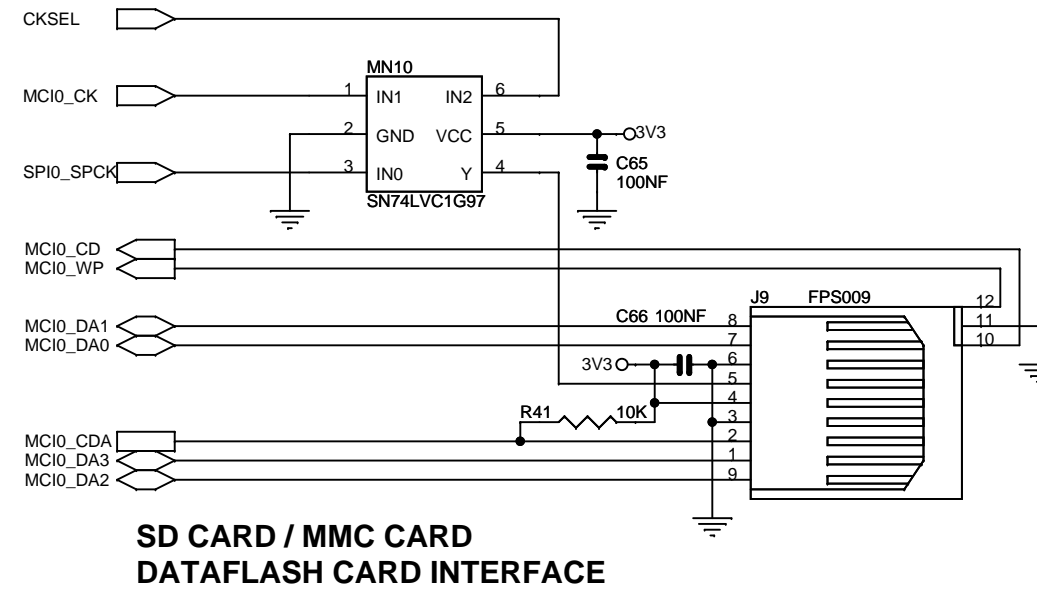 CKSEL
MN10
MCI0_CK 1 IN1 IN2 6
2 GND VCC 5 3V3
C65
100NF
SPI0_SPCK 3 IN0 Y 4
SN74LVC1G97
MCI0_CD
MCI0_WP
J9 FPS009
12
C66 100NF
MCI0_DA1 8 11
MCI0_DA0 7 10
3V3 6
5
4
R41 10K 3
MCI0_CDA 2
MCI0_DA3 1
MCI0_DA2 9
SD CARD / MMC CARD
DATAFLASH CARD INTERFACE